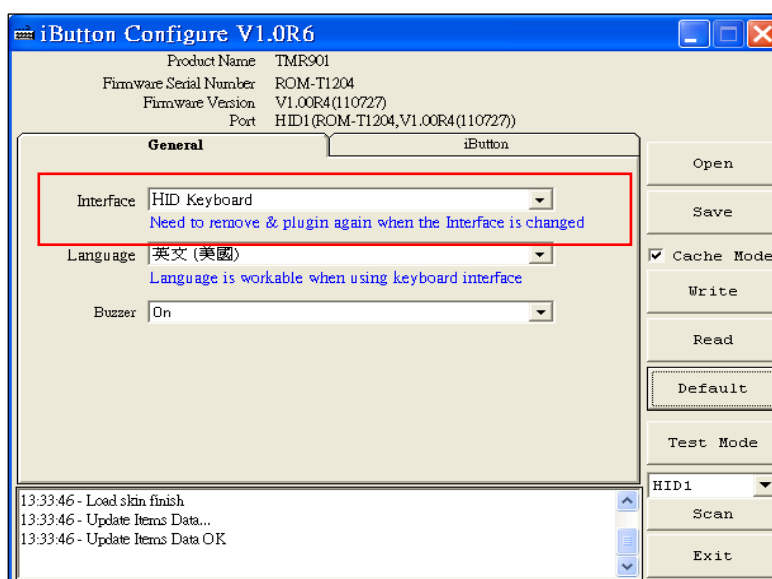 iButton Configure V1.0R6
Product Name TMR901
Firmware Serial Number ROM-T1204
Firmware Version V1.00R4(110727)
Port HID1(ROM-T1204,V1.00R4(110727))
General iButton
Interface HID Keyboard
Need to remove & plugin again when the Interface is changed
Language 英文 (美國)
Language is workable when using keyboard interface
Buzzer On
Open
Save
Cache Mode
Write
Read
Default
Test Mode
HID1
Scan
Exit
13:33:46 - Load skin finish
13:33:46 - Update Items Data...
13:33:46 - Update Items Data OK